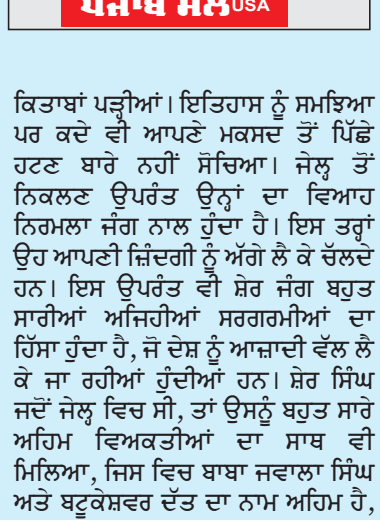 ਪੰਜਾਬ ਮੇਲ USA
ਕਿਤਾਬਾਂ ਪੜ੍ਹੀਆਂ। ਇਤਿਹਾਸ ਨੂੰ ਸਮਝਿਆ
ਪਰ ਕਦੇ ਵੀ ਆਪਣੇ ਮਕਸਦ ਤੋਂ ਪਿੱਛੇ
ਹਟਣ ਬਾਰੇ ਨਹੀਂ ਸੋਚਿਆ। ਜੇਲ੍ਹ ਤੋਂ
ਨਿਕਲਣ ਉਪਰੰਤ ਉਨ੍ਹਾਂ ਦਾ ਵਿਆਹ
ਨਿਰਮਲਾ ਜੰਗ ਨਾਲ ਹੁੰਦਾ ਹੈ। ਇਸ ਤਰ੍ਹਾਂ
ਉਹ ਆਪਣੀ ਜ਼ਿੰਦਗੀ ਨੂੰ ਅੱਗੇ ਲੈ ਕੇ ਚੱਲਦੇ
ਹਨ। ਇਸ ਉਪਰੰਤ ਵੀ ਸ਼ੇਰ ਜੰਗ ਬਹੁਤ
ਸਾਰੀਆਂ ਅਜਿਹੀਆਂ ਸਰਗਰਮੀਆਂ ਦਾ
ਹਿੱਸਾ ਹੁੰਦਾ ਹੈ, ਜੋ ਦੇਸ਼ ਨੂੰ ਆਜ਼ਾਦੀ ਵੱਲ ਲੈ
ਕੇ ਜਾ ਰਹੀਆਂ ਹੁੰਦੀਆਂ ਹਨ। ਸ਼ੇਰ ਸਿੰਘ
ਜਦੋਂ ਜੇਲ੍ਹ ਵਿਚ ਸੀ, ਤਾਂ ਉਸਨੂੰ ਬਹੁਤ ਸਾਰੇ
ਅਹਿਮ ਵਿਅਕਤੀਆਂ ਦਾ ਸਾਥ ਵੀ
ਮਿਲਿਆ, ਜਿਸ ਵਿਚ ਬਾਬਾ ਜਵਾਲਾ ਸਿੰਘ
ਅਤੇ ਬਟੂਕੇਸ਼ਵਰ ਦੱਤ ਦਾ ਨਾਮ ਅਹਿਮ ਹੈ,